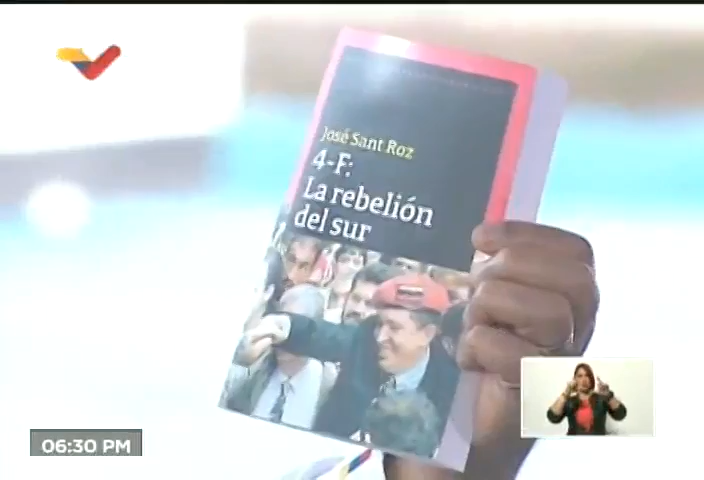 José Sant Roz
4-F:
La rebelión
del sur
06:30 PM